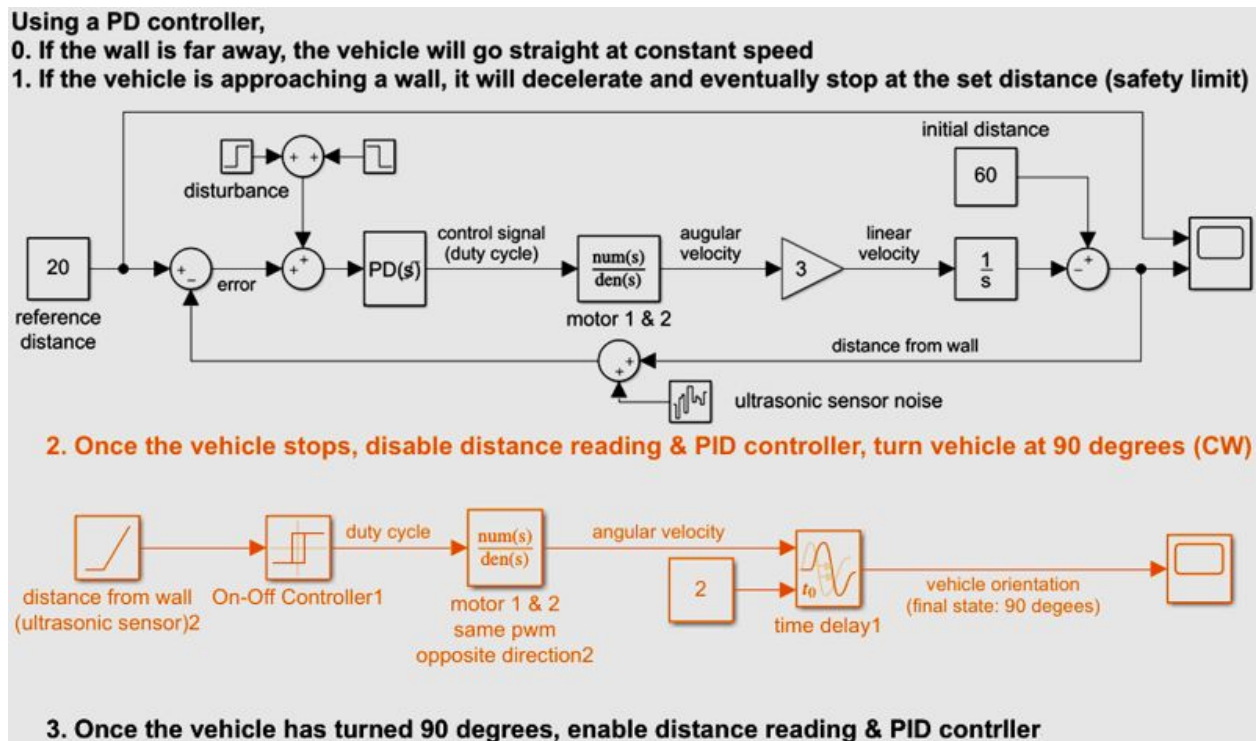 Using a PD controller,
0. If the wall is far away, the vehicle will go straight at constant speed
1. If the vehicle is approaching a wall, it will decelerate and eventually stop at the set distance (safety limit)
initial distance
60
+ +
disturbance
control signal
(duty cycle)
augular
velocity
linear
velocity
20
+
−
error
+
+
PD(s)
num(s)
den(s)
3
1
s
−
+
reference
distance
motor 1 & 2
distance from wall
+
+
ultrasonic sensor noise
2. Once the vehicle stops, disable distance reading & PID controller, turn vehicle at 90 degrees (CW)
duty cycle
num(s)
den(s)
angular velocity
2
to
distance from wall
(ultrasonic sensor)2
On-Off Controller1
motor 1 & 2
same pwm
opposite direction2
time delay1
vehicle orientation
(final state: 90 degees)
3. Once the vehicle has turned 90 degrees, enable distance reading & PID contrller